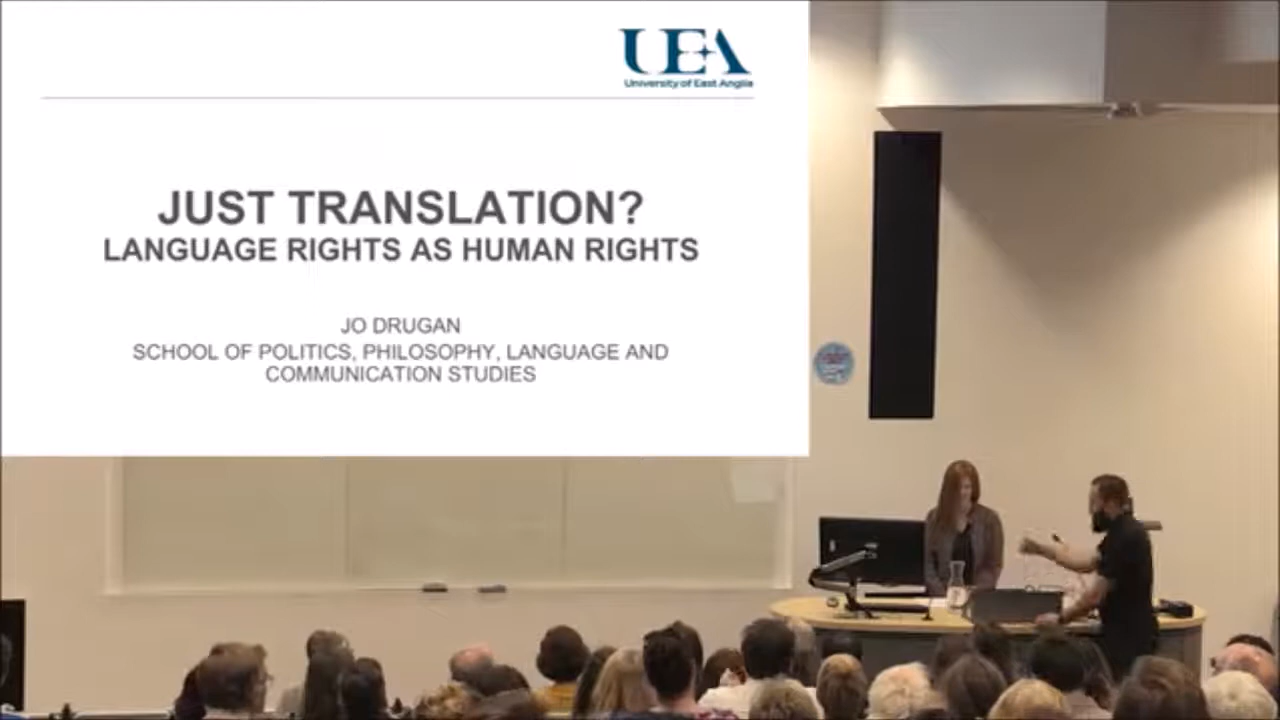 UEA
University of East Anglia
JUST TRANSLATION?
LANGUAGE RIGHTS AS HUMAN RIGHTS
JO DRUGAN
SCHOOL OF POLITICS, PHILOSOPHY, LANGUAGE AND
COMMUNICATION STUDIES